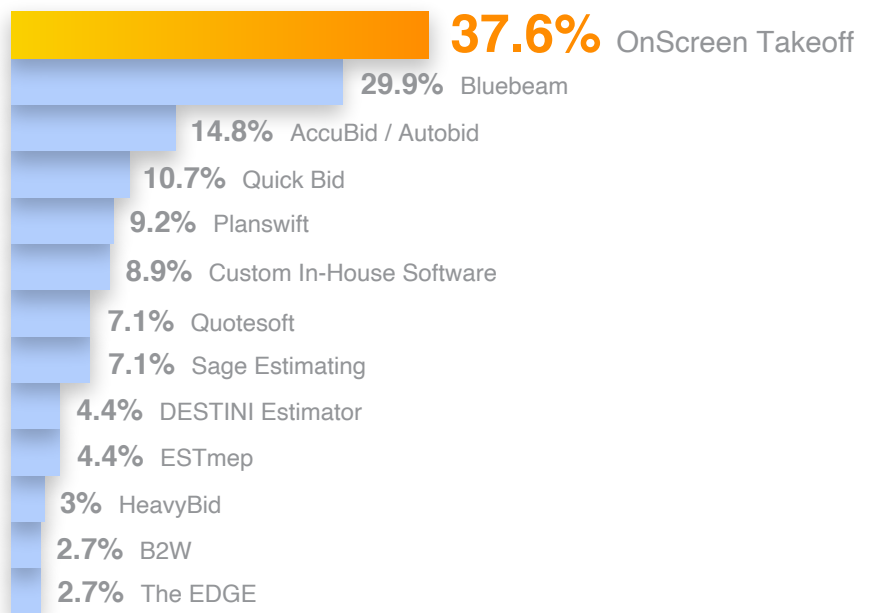 37.6% OnScreen Takeoff
29.9% Bluebeam
14.8% AccuBid / Autobid
10.7% Quick Bid
9.2% Planswift
8.9% Custom In-House Software
7.1% Quotesoft
7.1% Sage Estimating
4.4% DESTINI Estimator
4.4% ESTmep
3% HeavyBid
2.7% B2W
2.7% The EDGE